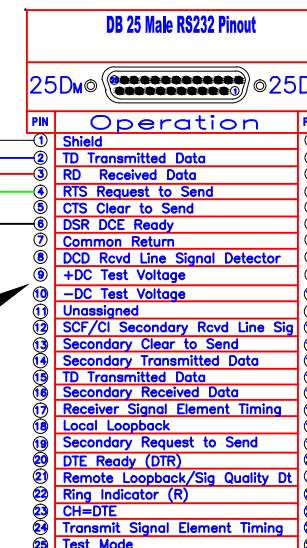 DB 25 Male RS232 Pinout
25DM 25D
PIN Operation P
1 Shield
2 TD Transmitted Data
3 RD Received Data
4 RTS Request to Send
5 CTS Clear to Send
6 DSR DCE Ready
7 Common Return
8 DCD Rcvd Line Signal Detector
9 +DC Test Voltage
10 -DC Test Voltage
11 Unassigned
12 SCF/CI Secondary Rcvd Line Sig
13 Secondary Clear to Send
14 Secondary Transmitted Data
15 TD Transmitted Data
16 Secondary Received Data
17 Receiver Signal Element Timing
18 Local Loopback
19 Secondary Request to Send
20 DTE Ready (DTR)
21 Remote Loopback/Sig Quality Dt
22 Ring Indicator (R)
23 CH=DTE
24 Transmit Signal Element Timing
25 Test Mode